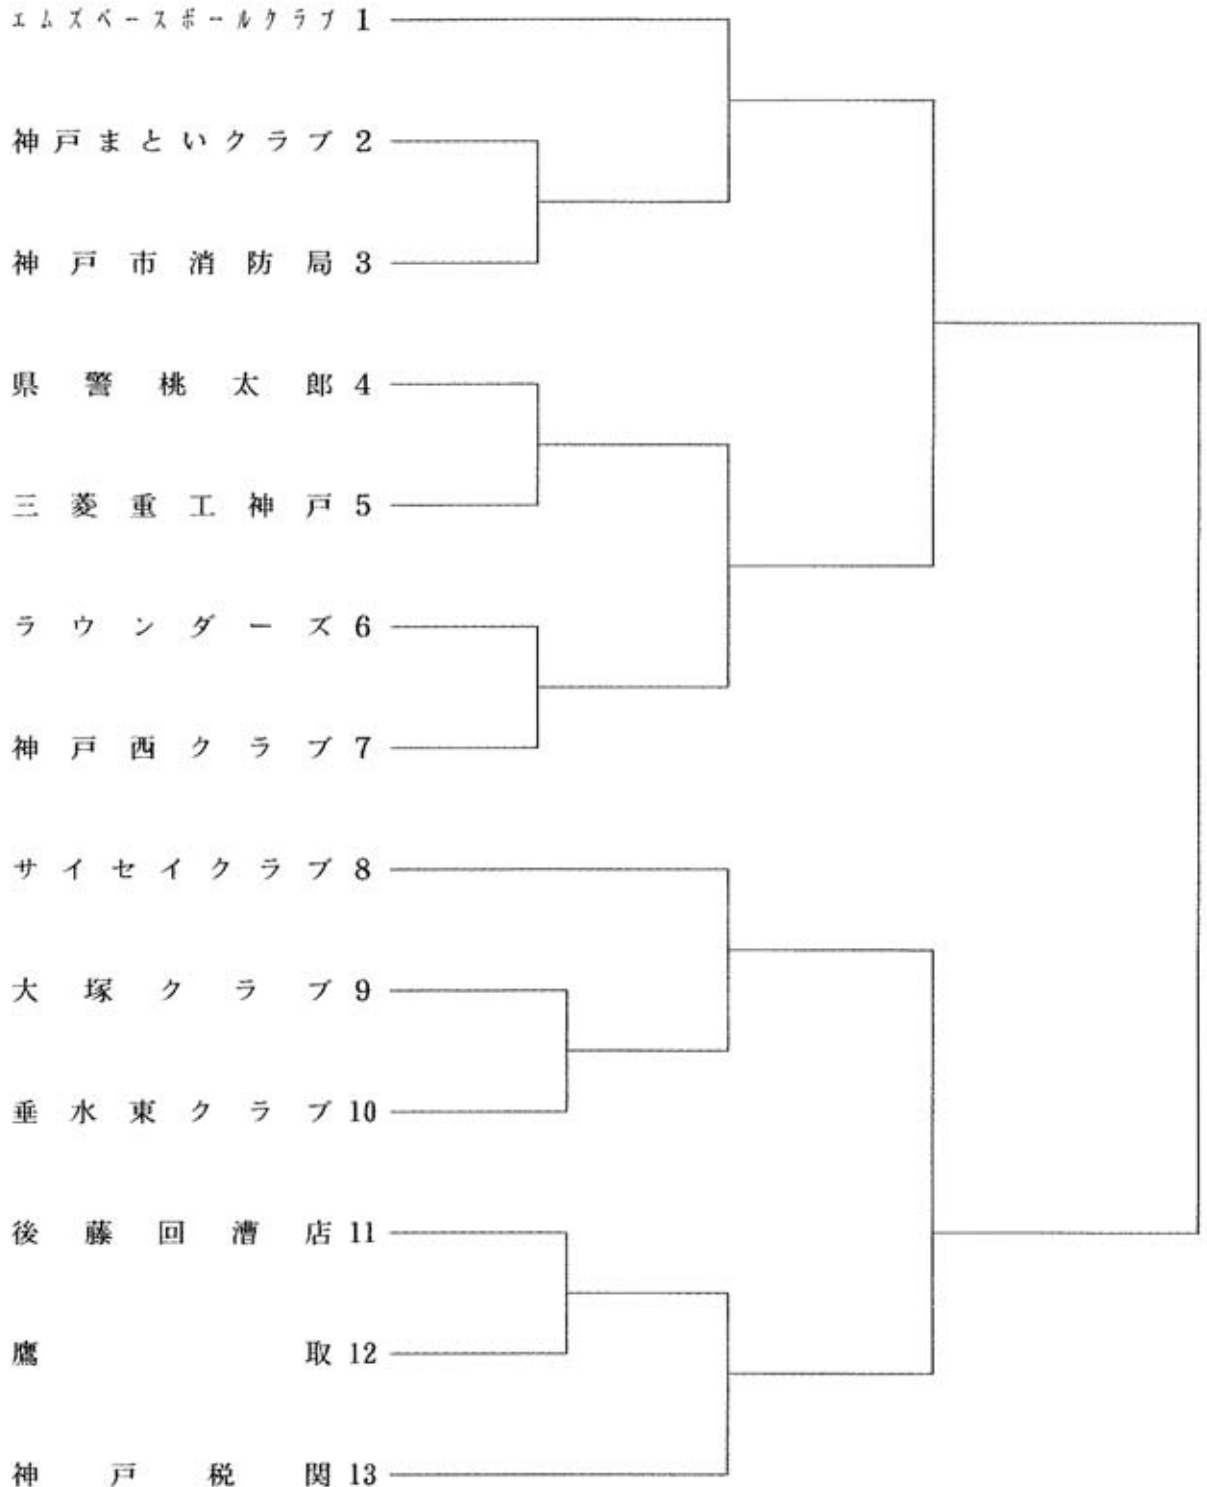 エムズベースボールクラブ 1
神戸まといクラブ 2
神戸市消防局 3
県警桃太郎 4
三菱重工神戸 5
ラウンダーズ 6
神戸西クラブ 7
サイセイクラブ 8
大塚クラブ 9
垂水東クラブ 10
後藤回漕店 11
鷹取 12
神戸税関 13